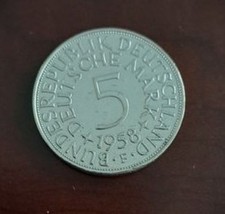 BUNDESREPUBLIK DEUTSCHLAND
DEUTSCHE MARK
5
1958
F